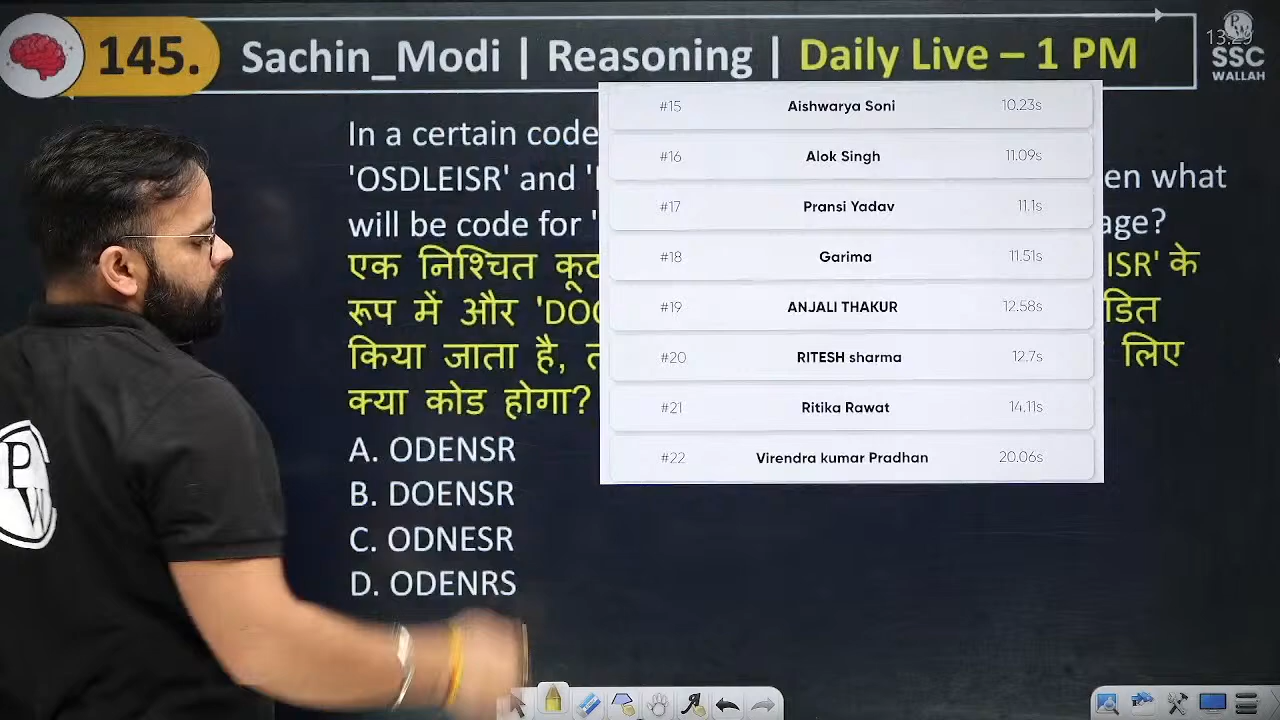 145. Sachin_Modi | Reasoning | Daily Live – 1 PM
SSC
WALLAH
#15 Aishwarya Soni 10.23s
#16 Alok Singh 11.09s
#17 Pransi Yadav 11.1s
#18 Garima 11.51s
#19 ANJALI THAKUR 12.58s
#20 RITESH sharma 12.7s
#21 Ritika Rawat 14.11s
#22 Virendra kumar Pradhan 20.06s
In a certain code
'OSDLEISR' and ' en what
will be code for ' age?
एक निश्चित कूट ISR' के
रूप में और 'DO डित
किया जाता है, लिए
क्या कोड होगा?
A. ODENSR
B. DOENSR
C. ODNESR
D. ODENRS
P
W